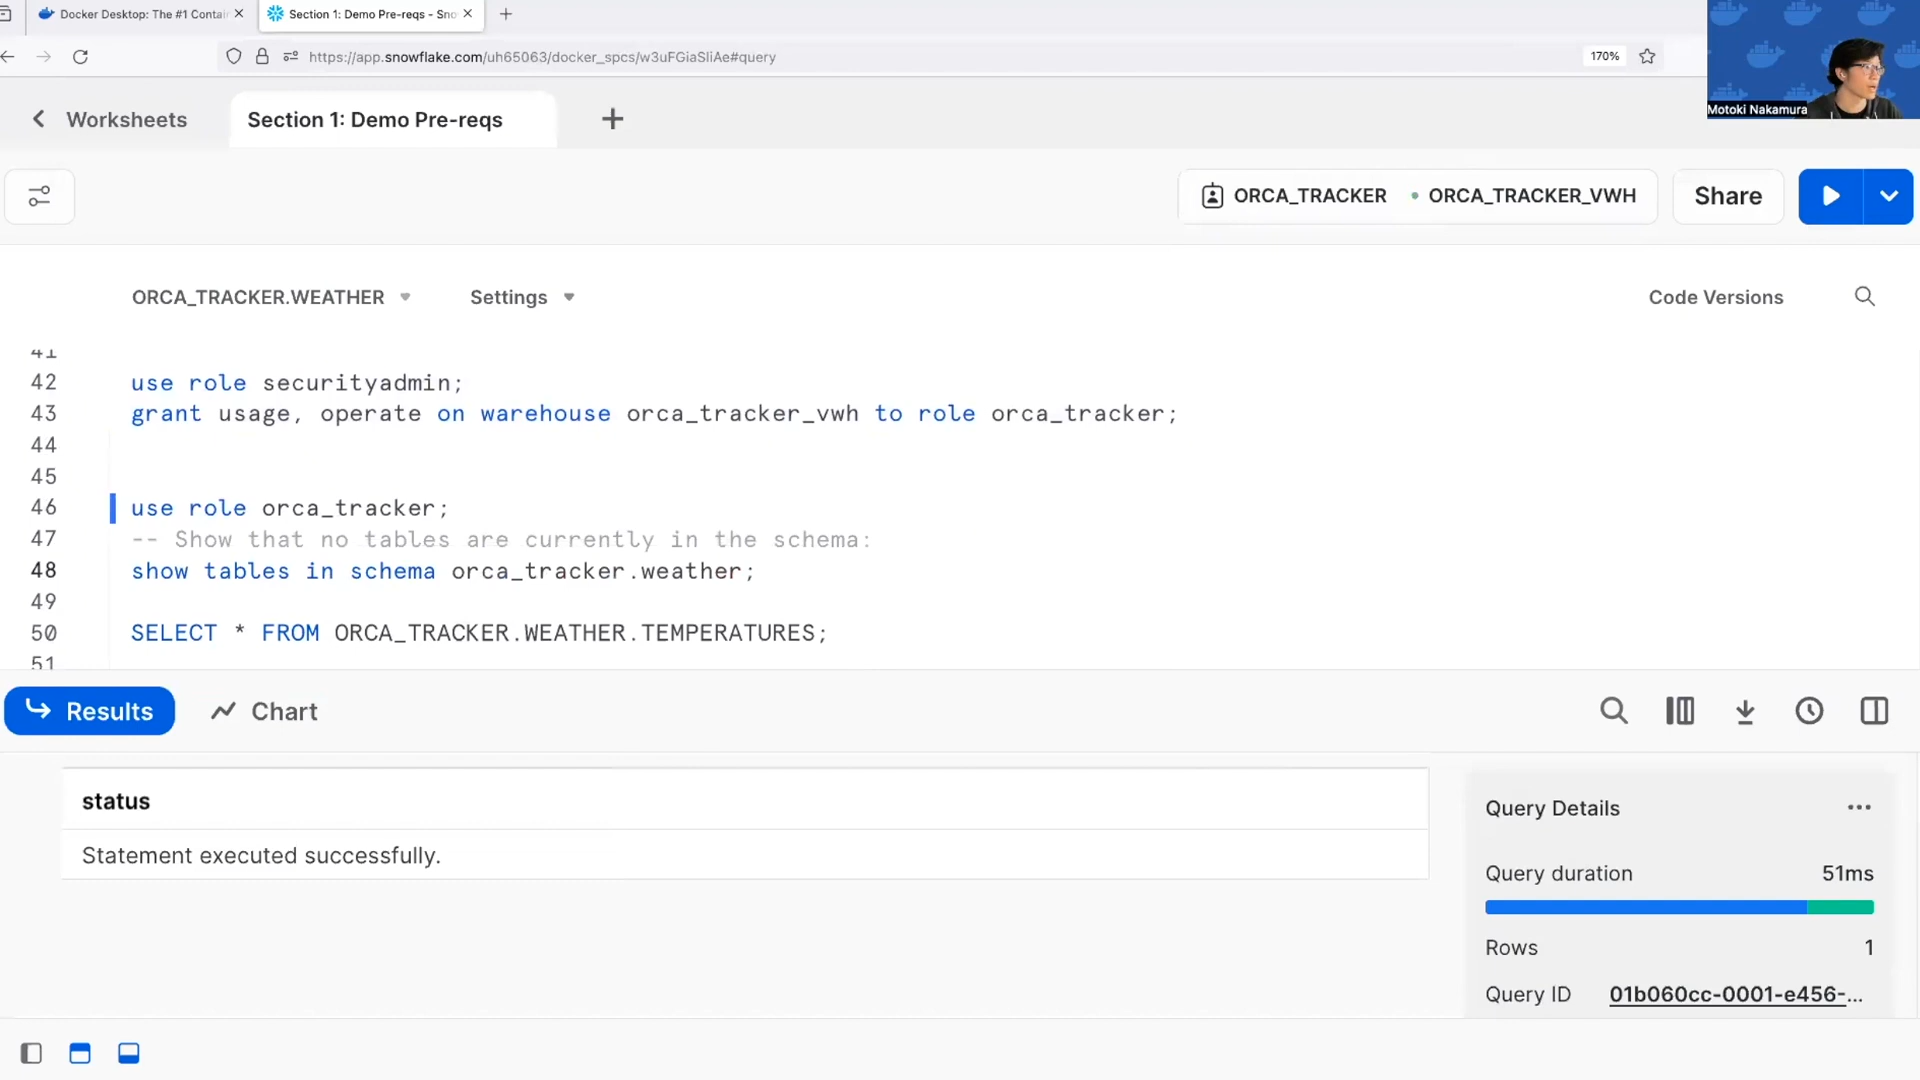 Docker Desktop: The #1 Contai
Section 1: Demo Pre-reqs - Sno
https://app.snowflake.com/uh65063/docker_spcs/w3uFGiaSliAe#query
170%
Motoki Nakamura
Worksheets
Section 1: Demo Pre-reqs
ORCA_TRACKER
ORCA_TRACKER_VWH
Share
ORCA_TRACKER.WEATHER
Settings
Code Versions
41
42 use role securityadmin;
43 grant usage, operate on warehouse orca_tracker_vwh to role orca_tracker;
44
45
46 use role orca_tracker;
47 -- Show that no tables are currently in the schema:
48 show tables in schema orca_tracker.weather;
49
50 SELECT * FROM ORCA_TRACKER.WEATHER.TEMPERATURES;
51
Results
Chart
status
Statement executed successfully.
Query Details
Query duration 51ms
Rows 1
Query ID 01b060cc-0001-e456-...